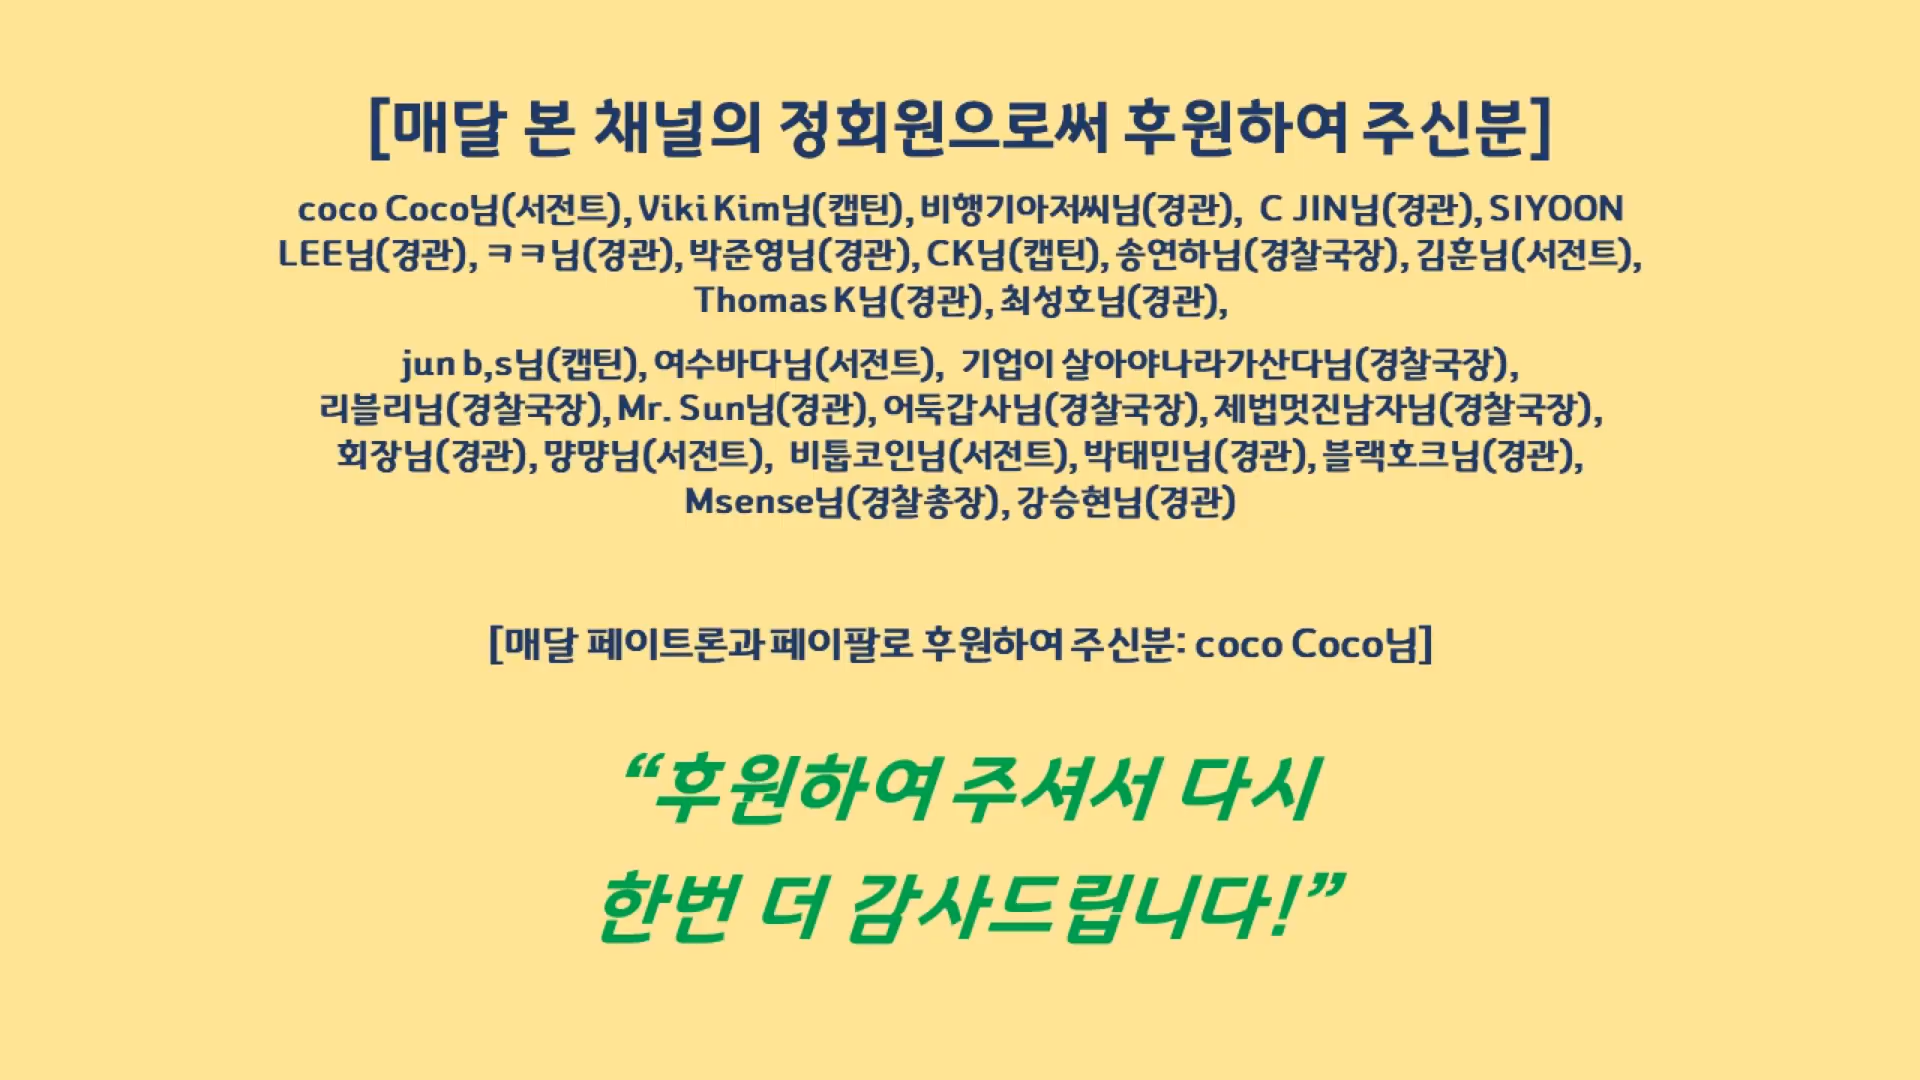 [매달 본 채널의 정회원으로써 후원하여 주신분]
coco Coco님(서전트), Viki Kim님(캡틴), 비행기아저씨님(경관), C JIN님(경관), SIYOON
LEE님(경관), ㅋㅋ님(경관), 박준영님(경관), CK님(캡틴), 송연하님(경찰국장), 김훈님(서전트),
Thomas K님(경관), 최성호님(경관),
jun b,s님(캡틴), 여수바다님(서전트), 기업이 살아야나라가산다님(경찰국장),
리블리님(경찰국장), Mr. Sun님(경관), 어둑갑사님(경찰국장), 제법멋진남자님(경찰국장),
회장님(경관), 먀먀님(서전트), 비툽코인님(서전트), 박태민님(경관), 블랙호크님(경관),
Msense님(경찰총장), 강승현님(경관)
[매달 페이트론과 페이팔로 후원하여 주신분: coco Coco님]
“후원하여 주셔서 다시
한번 더 감사드립니다!”